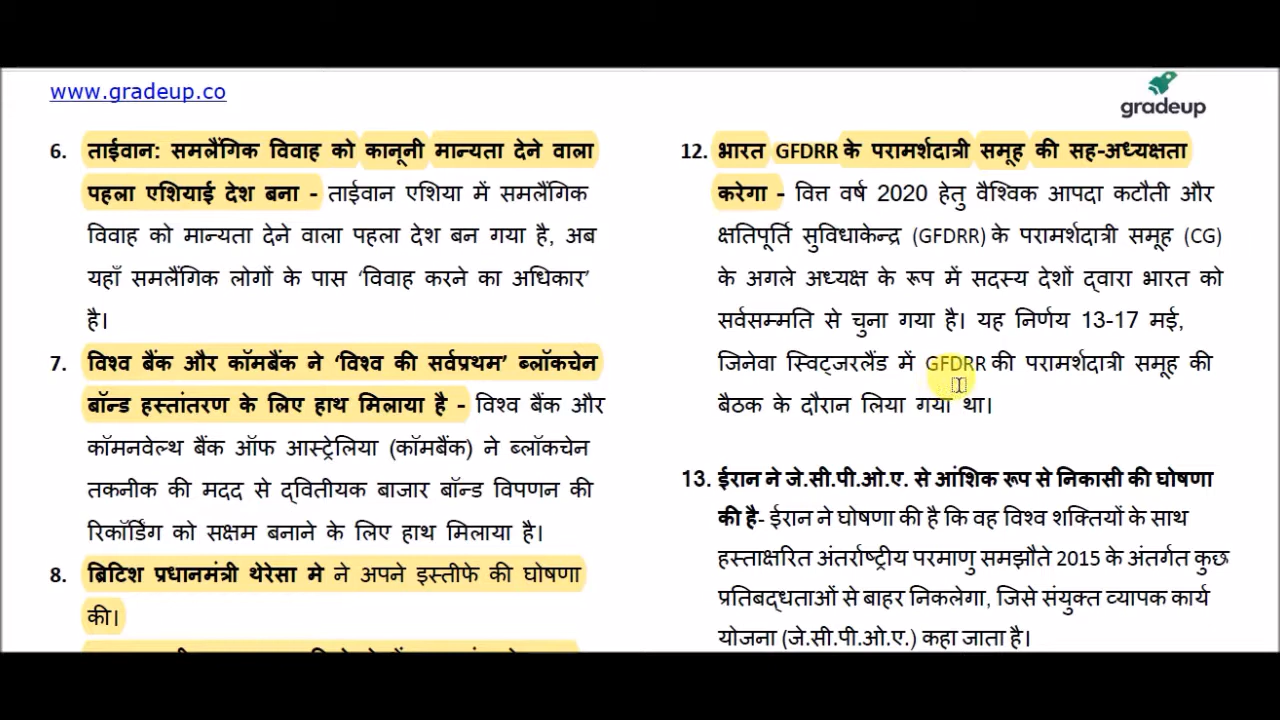 www.gradeup.co
gradeup
6. ताईवान: समलैंगिक विवाह को कानूनी मान्यता देने वाला
पहला एशियाई देश बना - ताईवान एशिया में समलैंगिक
विवाह को मान्यता देने वाला पहला देश बन गया है, अब
यहाँ समलैंगिक लोगों के पास ‘विवाह करने का अधिकार’
है।
7. विश्व बैंक और कॉमबैंक ने ‘विश्व की सर्वप्रथम’ ब्लॉकचेन
बॉन्ड हस्तांतरण के लिए हाथ मिलाया है - विश्व बैंक और
कॉमनवेल्थ बैंक ऑफ आस्ट्रेलिया (कॉमबैंक) ने ब्लॉकचेन
तकनीक की मदद से द्वितीयक बाजार बॉन्ड विपणन की
रिकॉर्डिंग को सक्षम बनाने के लिए हाथ मिलाया है।
8. ब्रिटिश प्रधानमंत्री थेरेसा मे ने अपने इस्तीफे की घोषणा
की।
12. भारत GFDRR के परामर्शदात्री समूह की सह-अध्यक्षता
करेगा - वित्त वर्ष 2020 हेतु वैश्विक आपदा कटौती और
क्षतिपूर्ति सुविधाकेन्द्र (GFDRR) के परामर्शदात्री समूह (CG)
के अगले अध्यक्ष के रूप में सदस्य देशों द्वारा भारत को
सर्वसम्मति से चुना गया है। यह निर्णय 13-17 मई,
जिनेवा स्विट्जरलैंड में GFDRR की परामर्शदात्री समूह की
बैठक के दौरान लिया गया था।
13. ईरान ने जे.सी.पी.ओ.ए. से आंशिक रूप से निकासी की घोषणा
की है- ईरान ने घोषणा की है कि वह विश्व शक्तियों के साथ
हस्ताक्षरित अंतर्राष्ट्रीय परमाणु समझौते 2015 के अंतर्गत कुछ
प्रतिबद्धताओं से बाहर निकलेगा, जिसे संयुक्त व्यापक कार्य
योजना (जे.सी.पी.ओ.ए.) कहा जाता है।